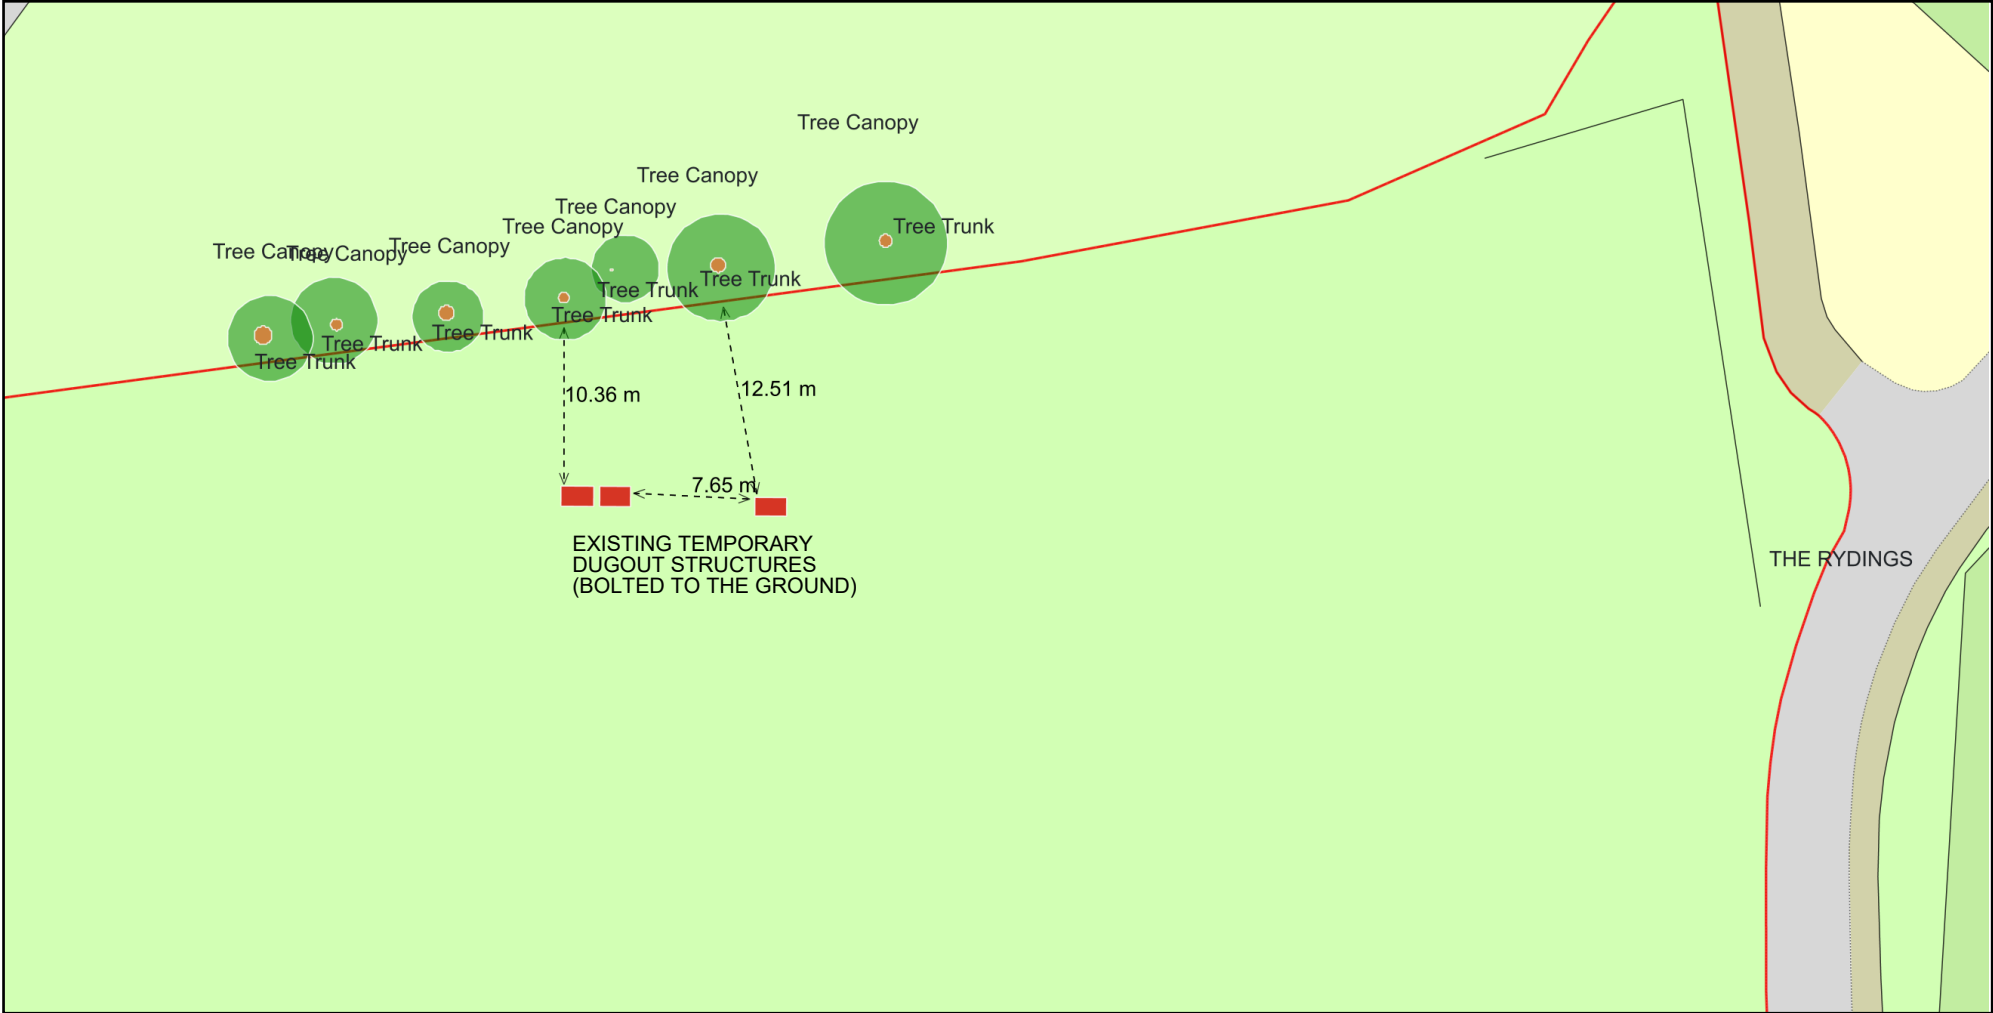 Tree Canopy
Tree Canopy
Tree Canopy
Tree Canopy
Tree Trunk
Tree Canopy
Tree Canopy
Tree Canopy
Tree Trunk
Tree Trunk
Tree Trunk
Tree Trunk
Tree Trunk
Tree Trunk
10.36 m
12.51 m
7.65 m
EXISTING TEMPORARY
DUGOUT STRUCTURES
(BOLTED TO THE GROUND)
THE RYDINGS